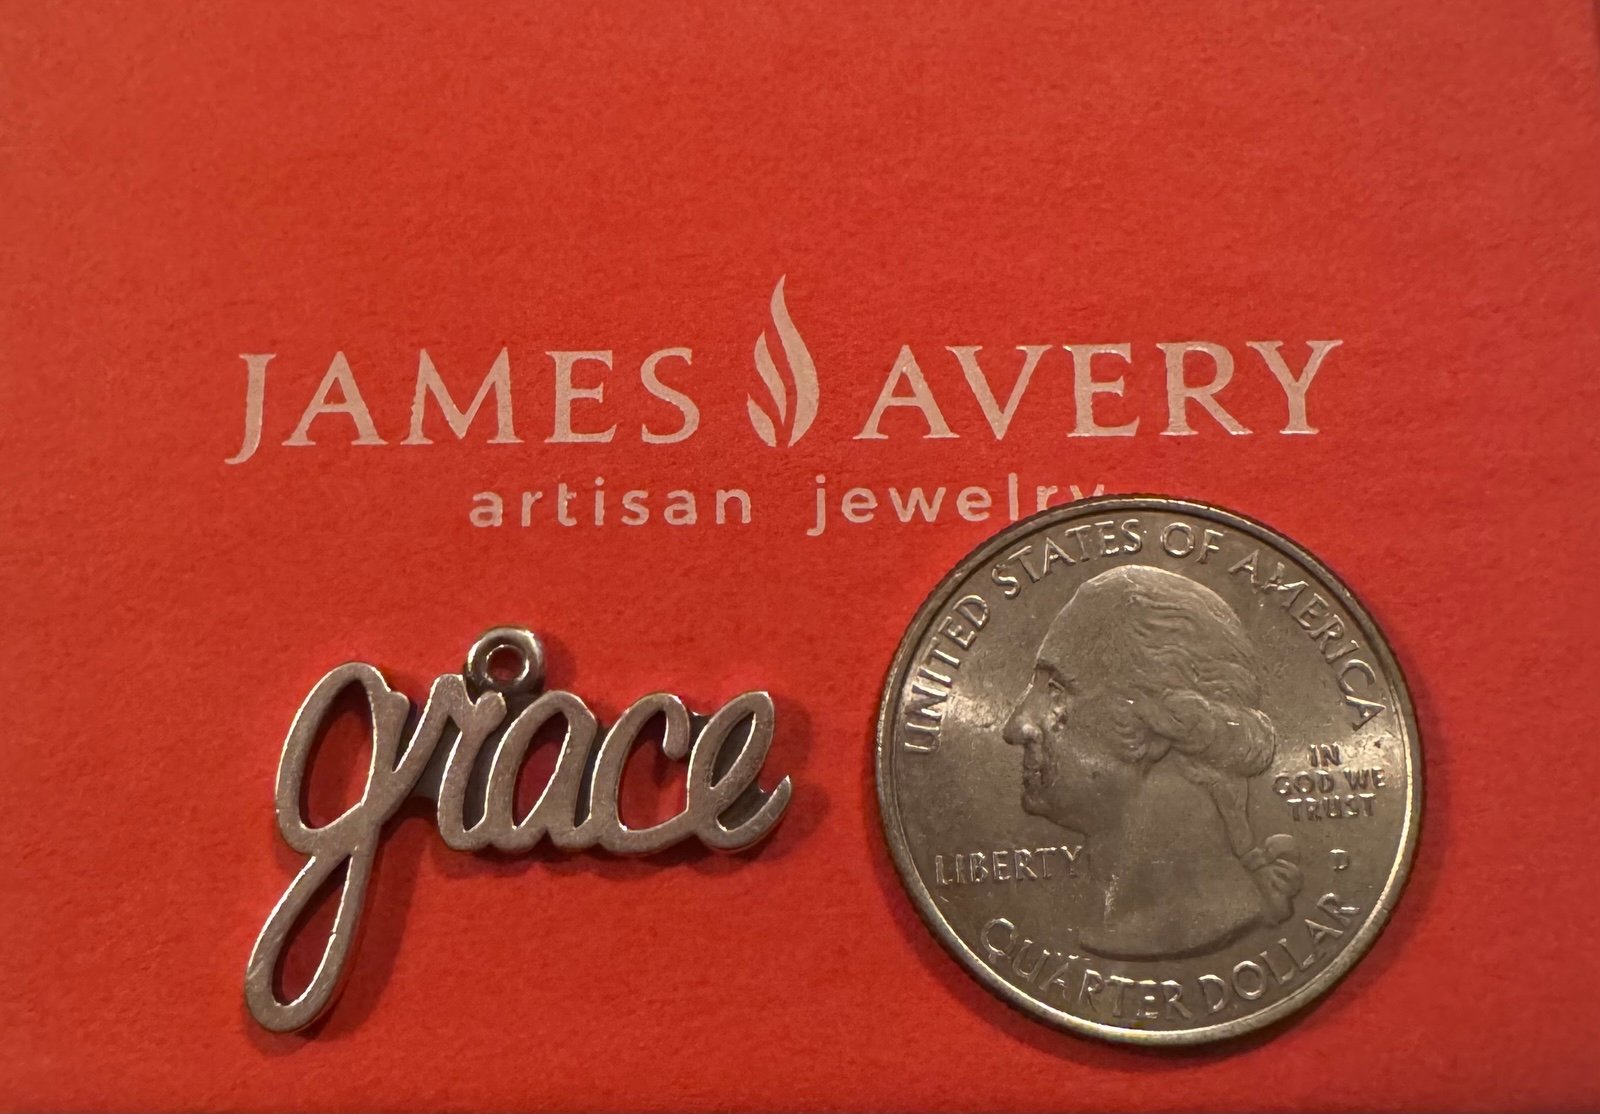 JAMES AVERY
artisan jewelry
grace
UNITED STATES OF AMERICA
IN
GOD WE
TRUST
LIBERTY
D
QUARTER DOLLAR